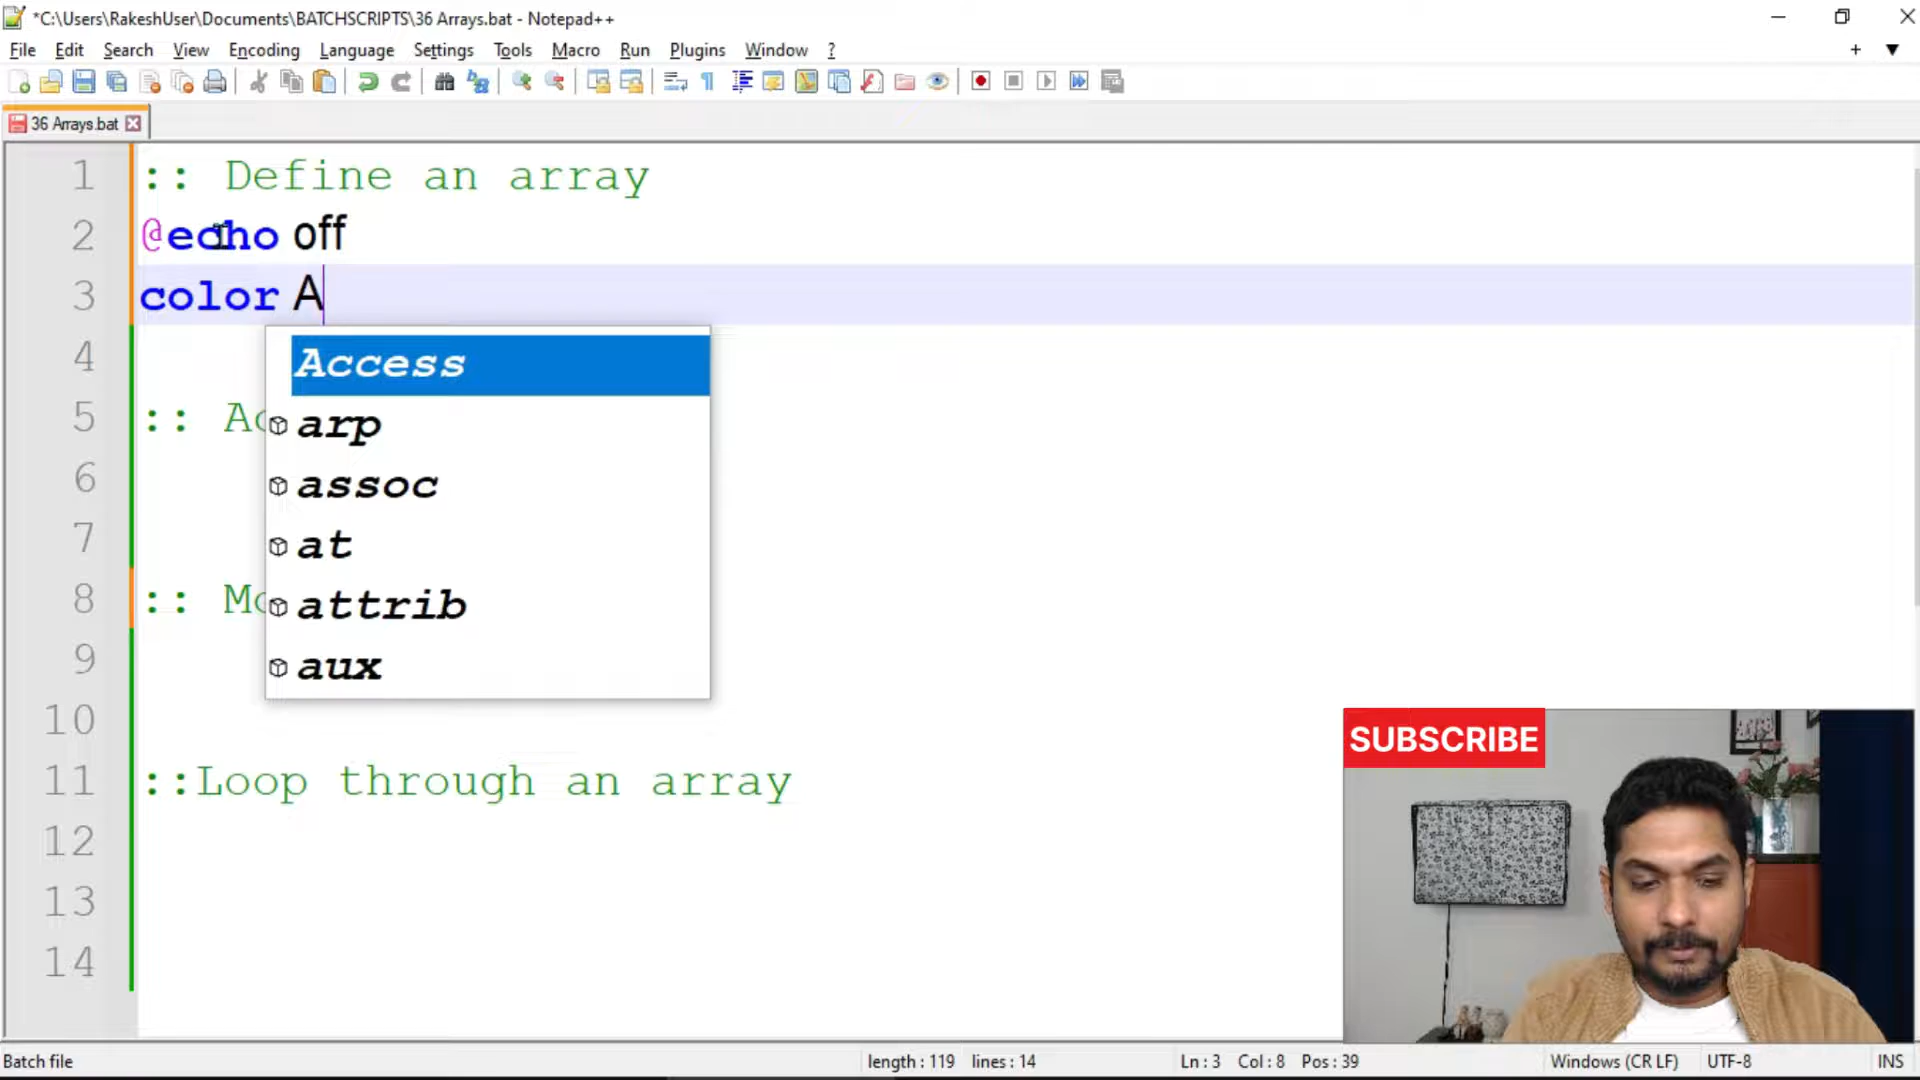 *C:\Users\RakeshUser\Documents\BATCHSCRIPTS\36 Arrays.bat - Notepad++
File Edit Search View Encoding Language Settings Tools Macro Run Plugins Window ?
36 Arrays.bat
1 :: Define an array
2 @echo off
3 color A
Access
4
arp
5 :: Ac
assoc
6
at
7
8 :: Mo
attrib
9
aux
10
11 ::Loop through an array
SUBSCRIBE
12
13
14
Batch file length : 119 lines : 14 Ln : 3 Col : 8 Pos : 39 Windows (CR LF) UTF-8 INS